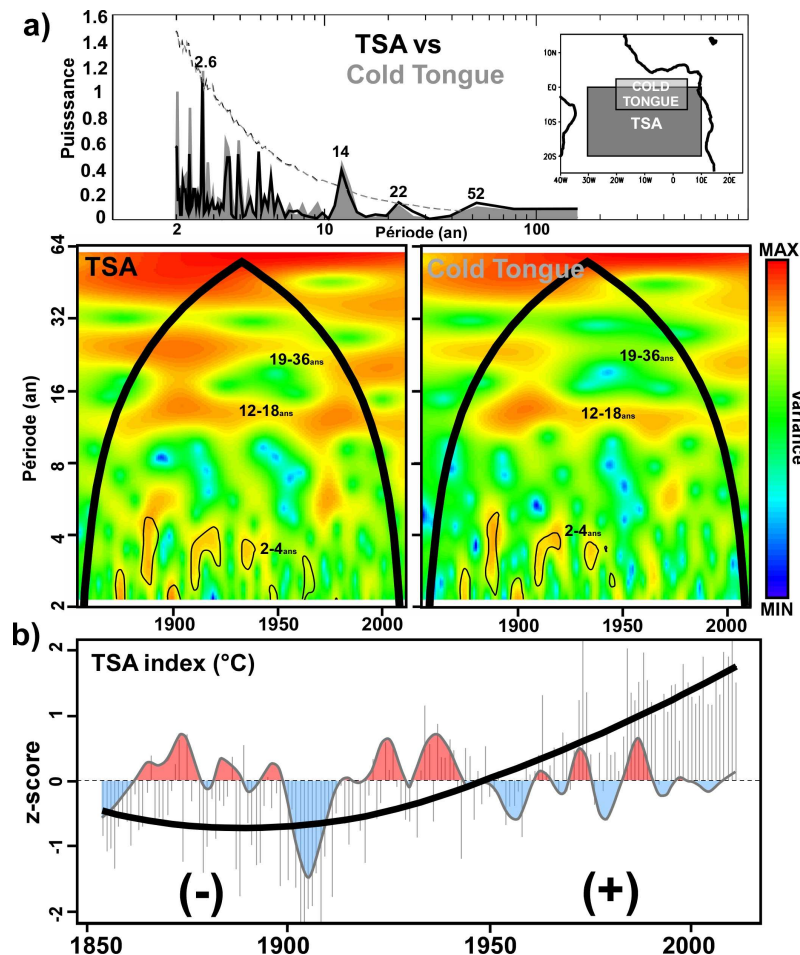 a)
1.6
1.4
1.2
1
0.8
0.6
0.4
0.2
0
Puisssance
2.6
14
22
52
TSA vs
Cold Tongue
10N
EQ
10S
20S
COLD
TONGUE
TSA
40W 30W 20W 10W 0 10E 20E
2 10 100
Période (an)
64
32
16
8
4
2
Période (an)
TSA
19-36ans
12-18ans
2-4ans
1900 1950 2000
Cold Tongue
19-36ans
12-18ans
2-4ans
1900 1950 2000
MAX
Variance
MIN
b)
TSA index (°C)
2
1
0
-1
-2
z-score
(-) (+)
1850 1900 1950 2000